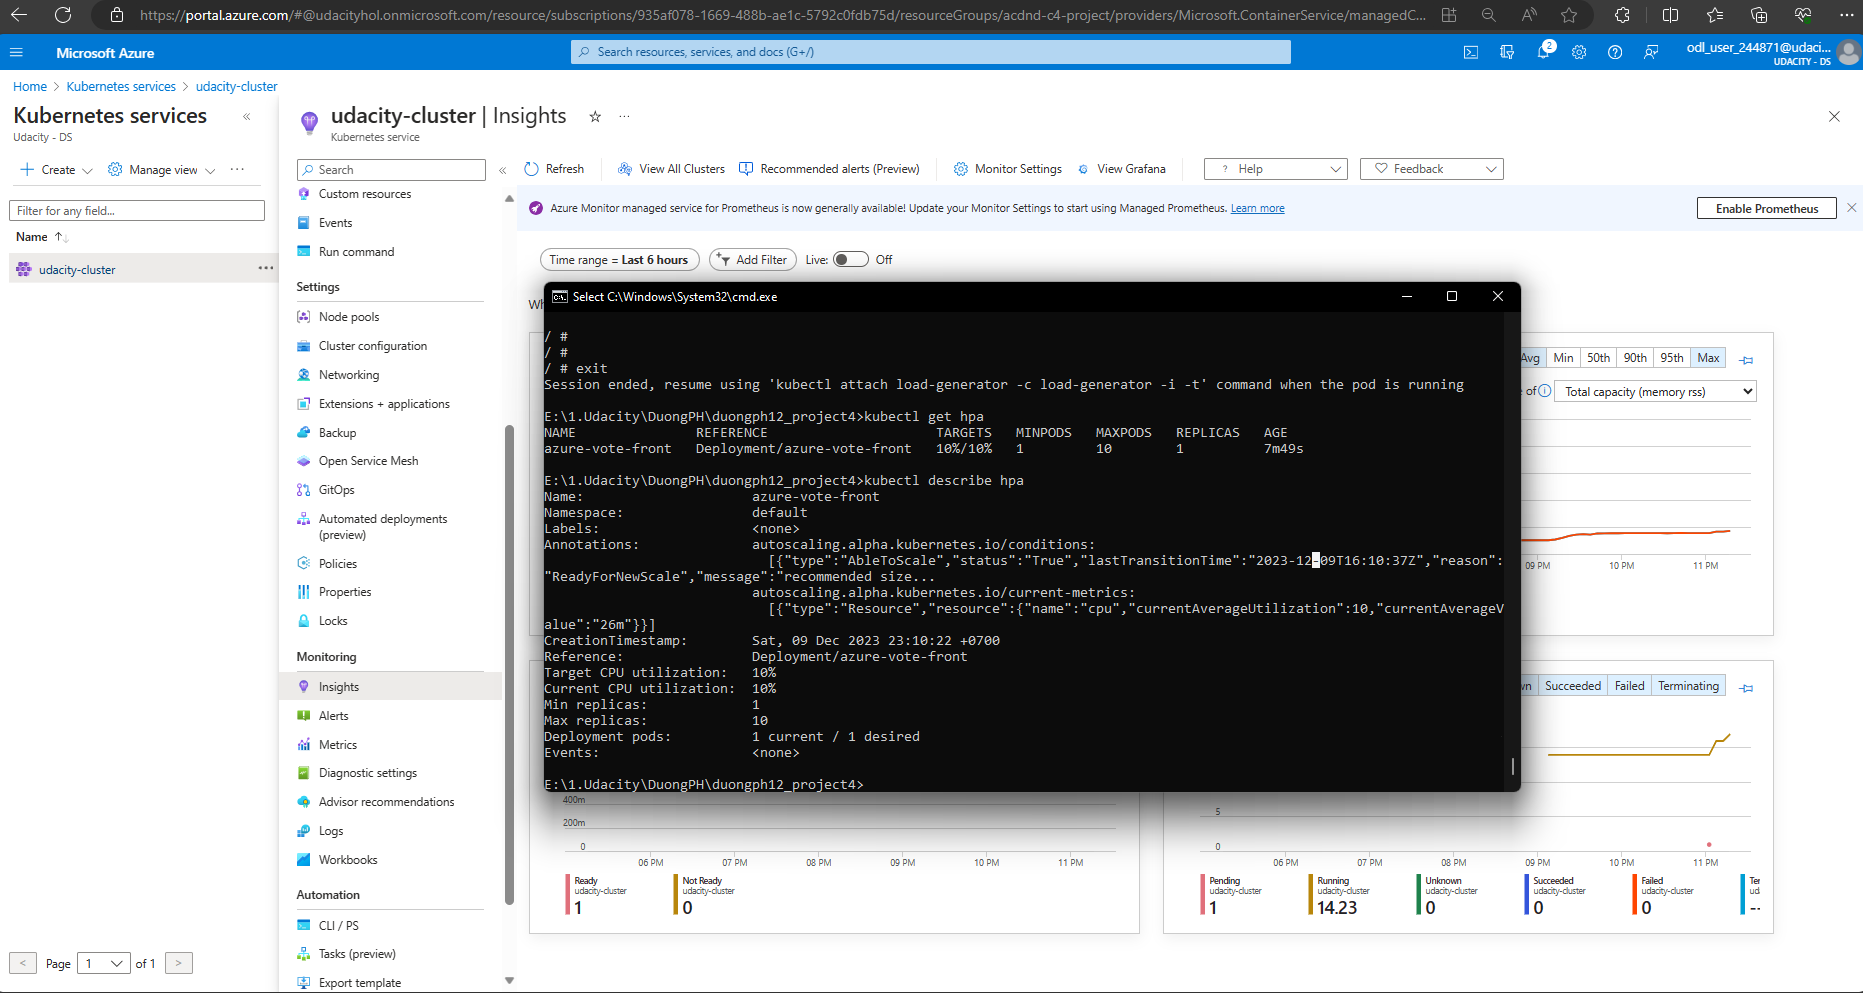 https://portal.azure.com/#@udacityhol.onmicrosoft.com/resource/subscriptions/935af078-1669-488b-ae1c-5792c0fdb75d/resourceGroups/acdnd-c4-project/providers/Microsoft.ContainerService/managedC...
Microsoft Azure
Search resources, services, and docs (G+/)
2
odl_user_244871@udaci...
UDACITY - DS
Home > Kubernetes services > udacity-cluster
Kubernetes services
Udacity - DS
Create
Manage view
Filter for any field...
Name
udacity-cluster
Page 1 of 1
udacity-cluster | Insights
Kubernetes service
Search
Custom resources
Events
Run command
Settings
Node pools
Cluster configuration
Networking
Extensions + applications
Backup
Open Service Mesh
GitOps
Automated deployments
(preview)
Policies
Properties
Locks
Monitoring
Insights
Alerts
Metrics
Diagnostic settings
Advisor recommendations
Logs
Workbooks
Automation
CLI / PS
Tasks (preview)
Export template
Refresh
View All Clusters
Recommended alerts (Preview)
Monitor Settings
View Grafana
? Help
Feedback
Azure Monitor managed service for Prometheus is now generally available! Update your Monitor Settings to start using Managed Prometheus. Learn more
Enable Prometheus
Time range = Last 6 hours
Add Filter
Live: Off
Wh
Select C:\Windows\System32\cmd.exe
/ #
/ #
/ # exit
Session ended, resume using 'kubectl attach load-generator -c load-generator -i -t' command when the pod is running
E:\1.Udacity\DuongPH\duongph12_project4>kubectl get hpa
NAME REFERENCE TARGETS MINPODS MAXPODS REPLICAS AGE
azure-vote-front Deployment/azure-vote-front 10%/10% 1 10 1 7m49s
E:\1.Udacity\DuongPH\duongph12_project4>kubectl describe hpa
Name: azure-vote-front
Namespace: default
Labels: <none>
Annotations: autoscaling.alpha.kubernetes.io/conditions:
[{"type":"AbleToScale","status":"True","lastTransitionTime":"2023-12-09T16:10:37Z","reason":
"ReadyForNewScale","message":"recommended size...
autoscaling.alpha.kubernetes.io/current-metrics:
[{"type":"Resource","resource":{"name":"cpu","currentAverageUtilization":10,"currentAverageV
alue":"26m"}}]
CreationTimestamp: Sat, 09 Dec 2023 23:10:22 +0700
Reference: Deployment/azure-vote-front
Target CPU utilization: 10%
Current CPU utilization: 10%
Min replicas: 1
Max replicas: 10
Deployment pods: 1 current / 1 desired
Events: <none>
E:\1.Udacity\DuongPH\duongph12_project4>
Avg Min 50th 90th 95th Max
of Total capacity (memory rss)
09 PM 10 PM 11 PM
wn Succeeded Failed Terminating
400m
200m
0
06 PM 07 PM 08 PM 09 PM 10 PM 11 PM
Ready
udacity-cluster
1
Not Ready
udacity-cluster
0
5
0
06 PM 07 PM 08 PM 09 PM 10 PM 11 PM
Pending
udacity-cluster
1
Running
udacity-cluster
14.23
Unknown
udacity-cluster
0
Succeeded
udacity-cluster
0
Failed
udacity-cluster
0
Ter
uda
--